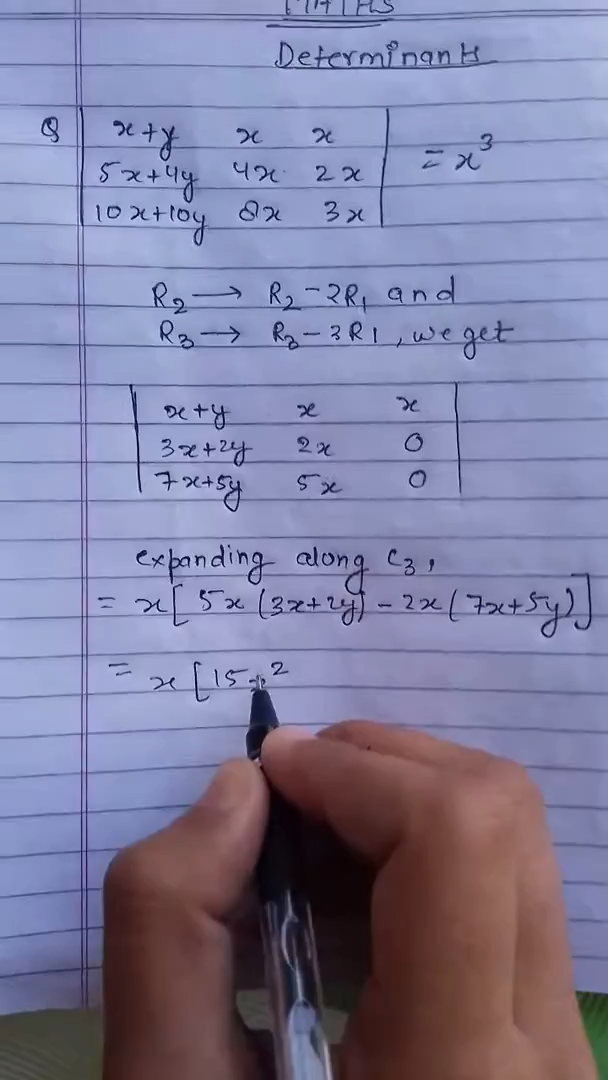 MATHS
Determinants
Q | x+y x x | = x³
| 5x+4y 4x 2x |
| 10x+10y 8x 3x |
R₂ → R₂ - 2R₁ and
R₃ → R₃ - 3R1, we get
| x+y x x |
| 3x+2y 2x 0 |
| 7x+5y 5x 0 |
expanding along C₃,
= x[ 5x (3x+2y) - 2x (7x+5y) ]
= x [15x²